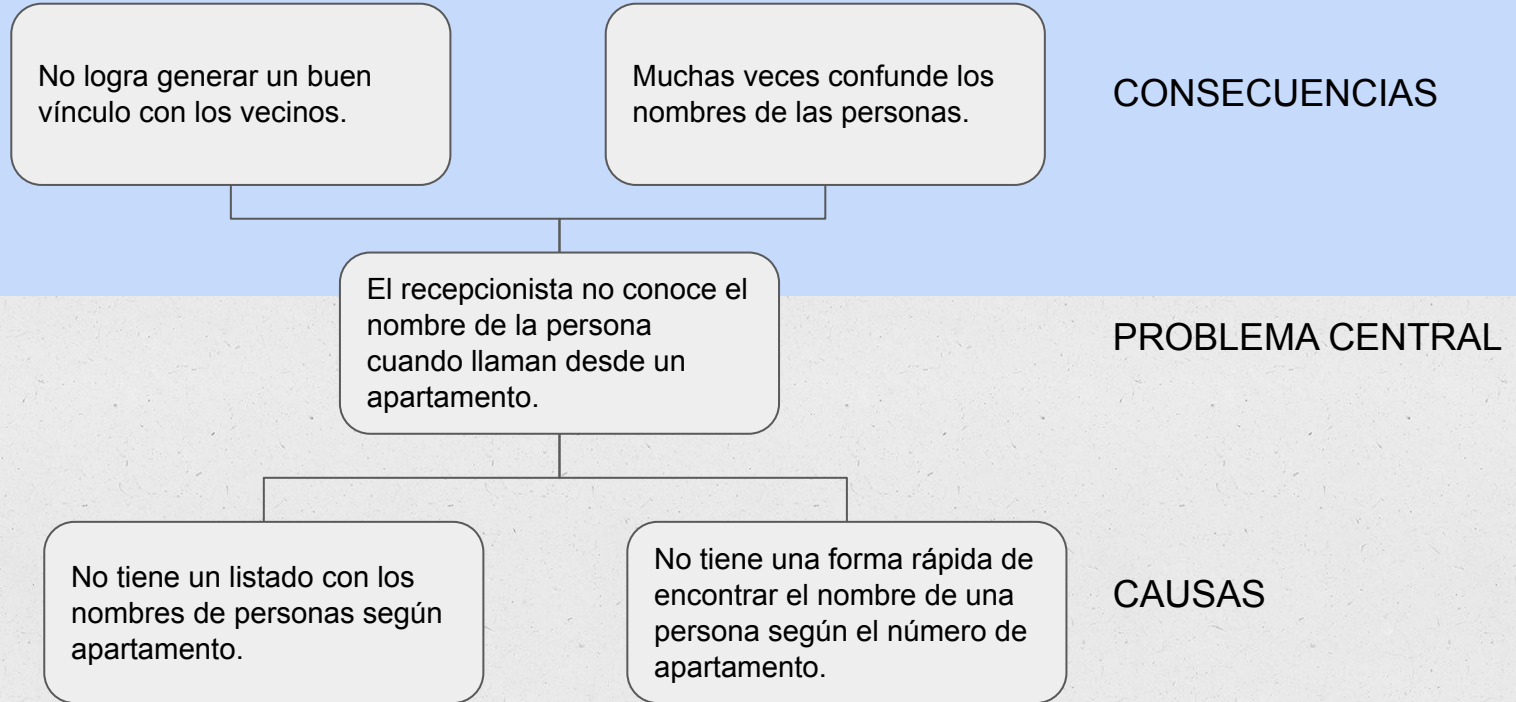 No logra generar un buen
vínculo con los vecinos.
Muchas veces confunde los
nombres de las personas.
CONSECUENCIAS
El recepcionista no conoce el
nombre de la persona
cuando llaman desde un
apartamento.
PROBLEMA CENTRAL
No tiene un listado con los
nombres de personas según
apartamento.
No tiene una forma rápida de
encontrar el nombre de una
persona según el número de
apartamento.
CAUSAS